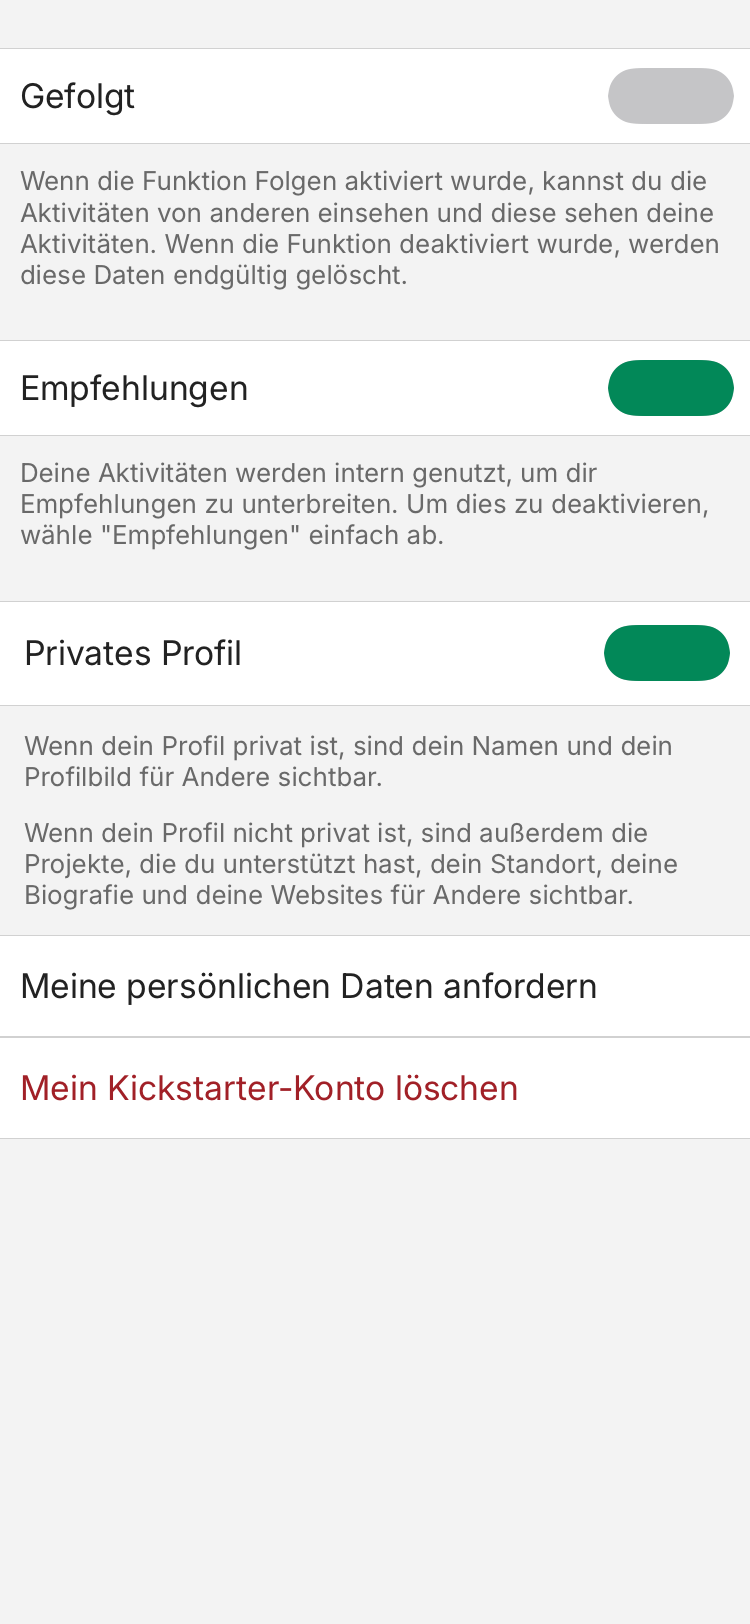 Gefolgt
Wenn die Funktion Folgen aktiviert wurde, kannst du die
Aktivitäten von anderen einsehen und diese sehen deine
Aktivitäten. Wenn die Funktion deaktiviert wurde, werden
diese Daten endgültig gelöscht.
Empfehlungen
Deine Aktivitäten werden intern genutzt, um dir
Empfehlungen zu unterbreiten. Um dies zu deaktivieren,
wähle "Empfehlungen" einfach ab.
Privates Profil
Wenn dein Profil privat ist, sind dein Namen und dein
Profilbild für Andere sichtbar.
Wenn dein Profil nicht privat ist, sind außerdem die
Projekte, die du unterstützt hast, dein Standort, deine
Biografie und deine Websites für Andere sichtbar.
Meine persönlichen Daten anfordern
Mein Kickstarter-Konto löschen